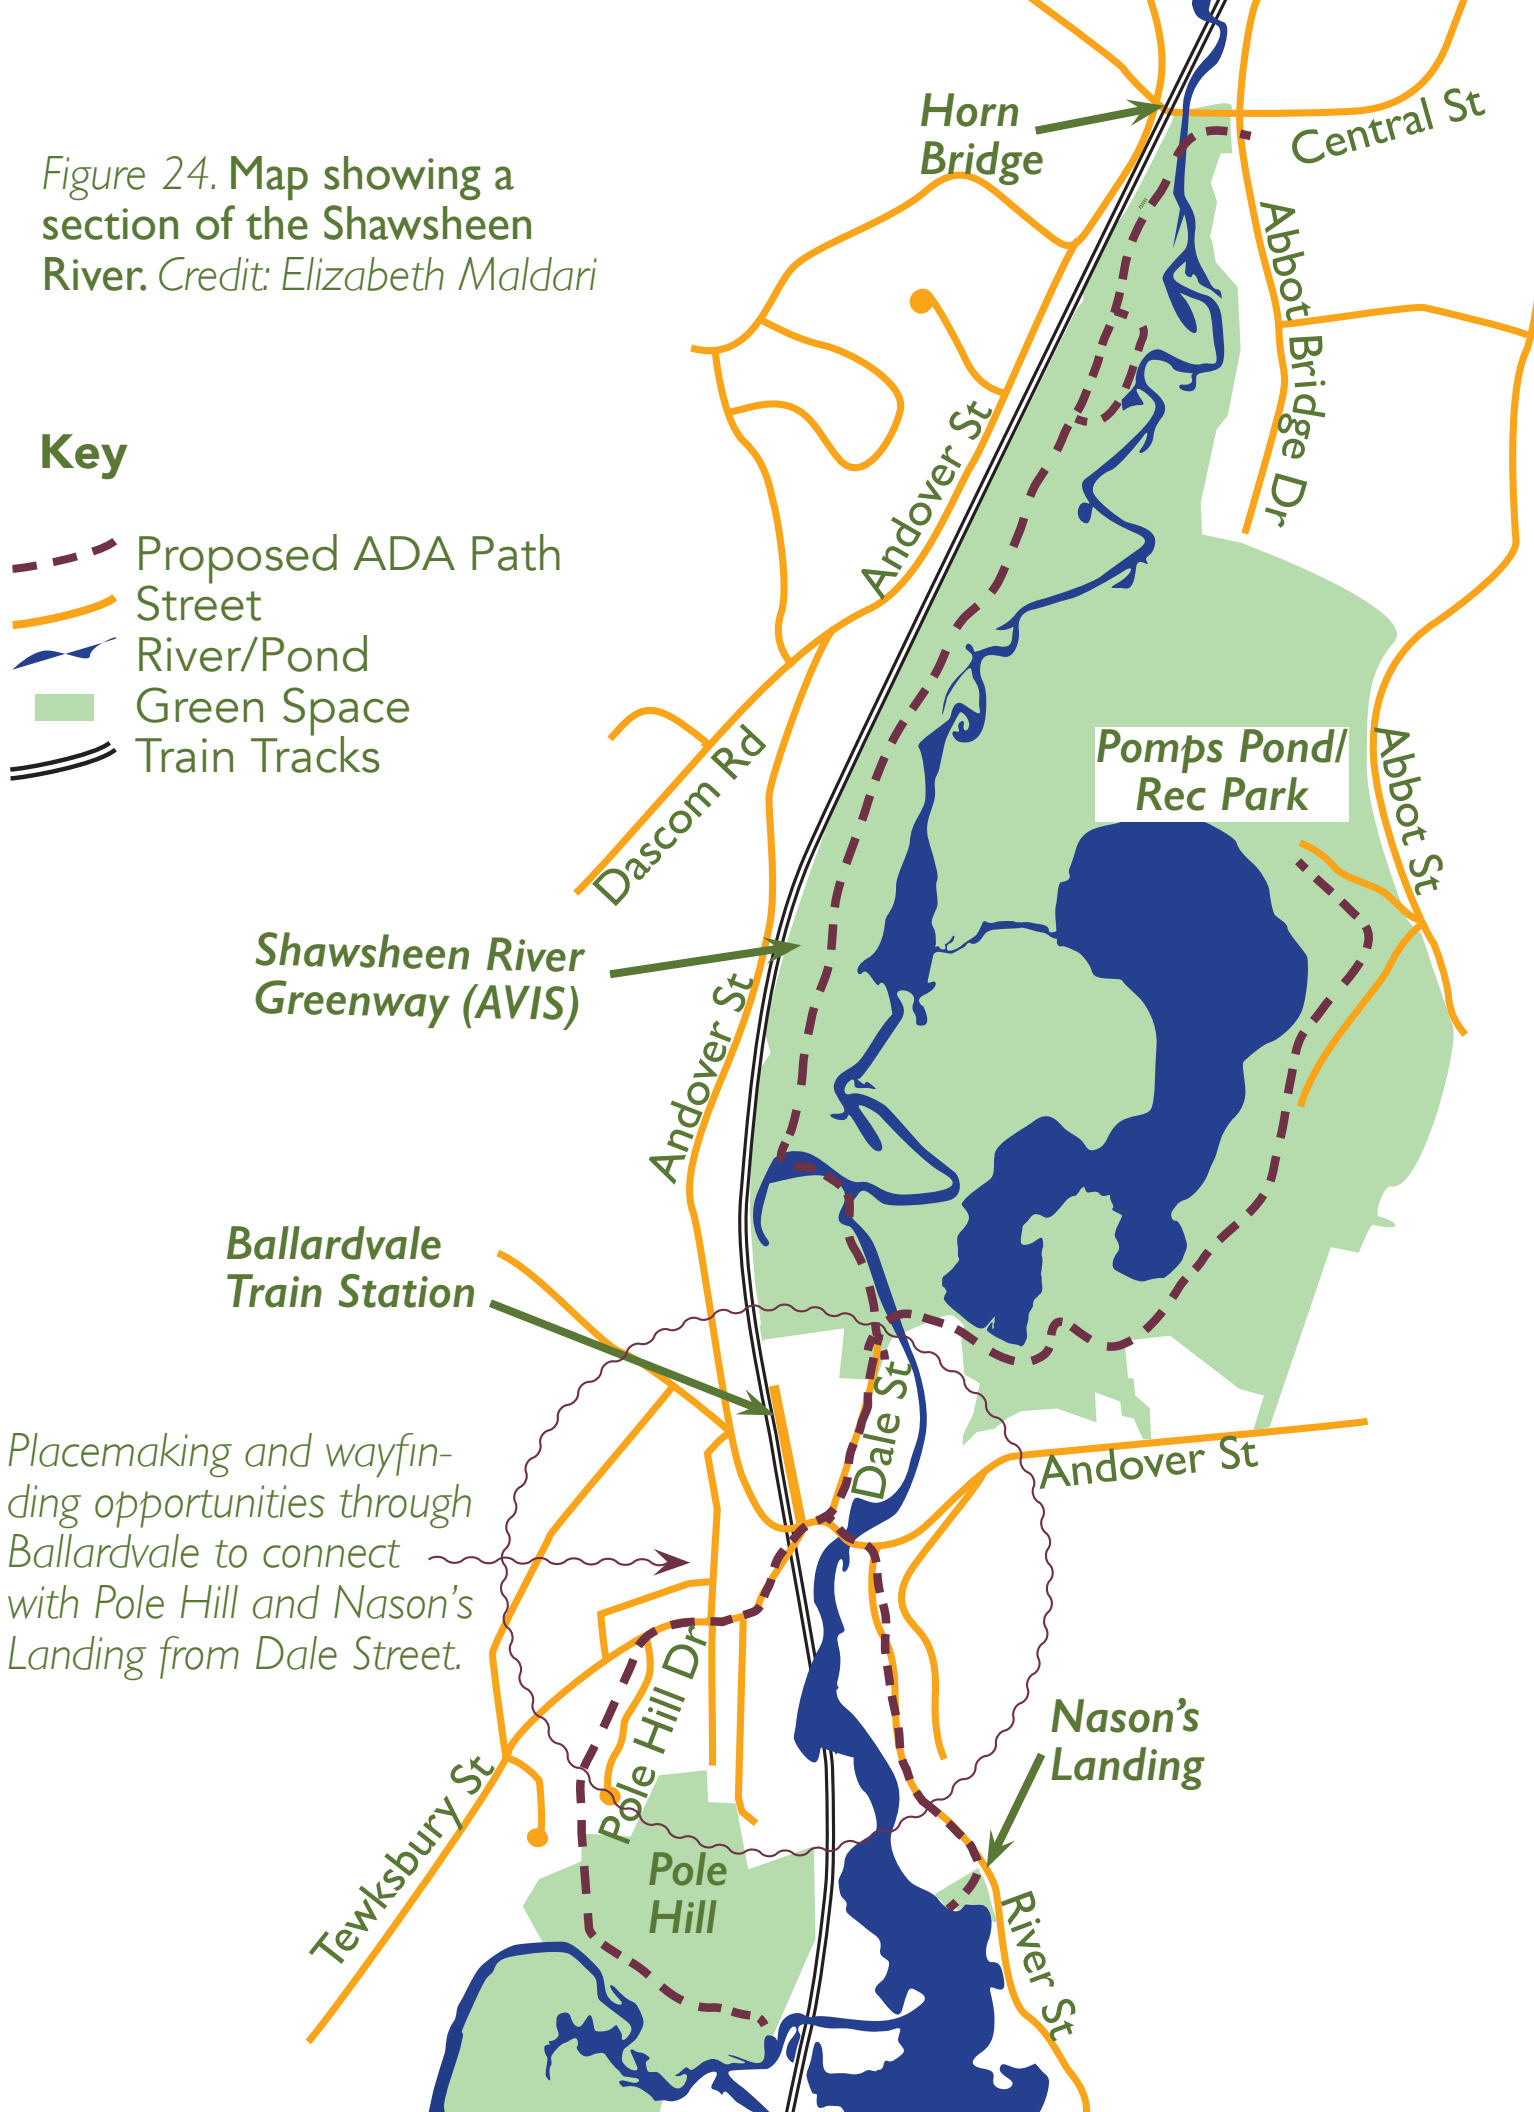 Figure 24. Map showing a
section of the Shawsheen
River. Credit: Elizabeth Maldari
Key
Proposed ADA Path
Street
River/Pond
Green Space
Train Tracks
Horn
Bridge
Central St
Abbot Bridge Dr
Andover St
Pomps Pond/
Rec Park
Abbot St
Dascom Rd
Shawsheen River
Greenway (AVIS)
Andover St
Ballardvale
Train Station
Dale St
Andover St
Placemaking and wayfin-
ding opportunities through
Ballardvale to connect
with Pole Hill and Nason's
Landing from Dale Street.
Pole Hill Dr
Nason's
Landing
Tewksbury St
Pole
Hill
River St